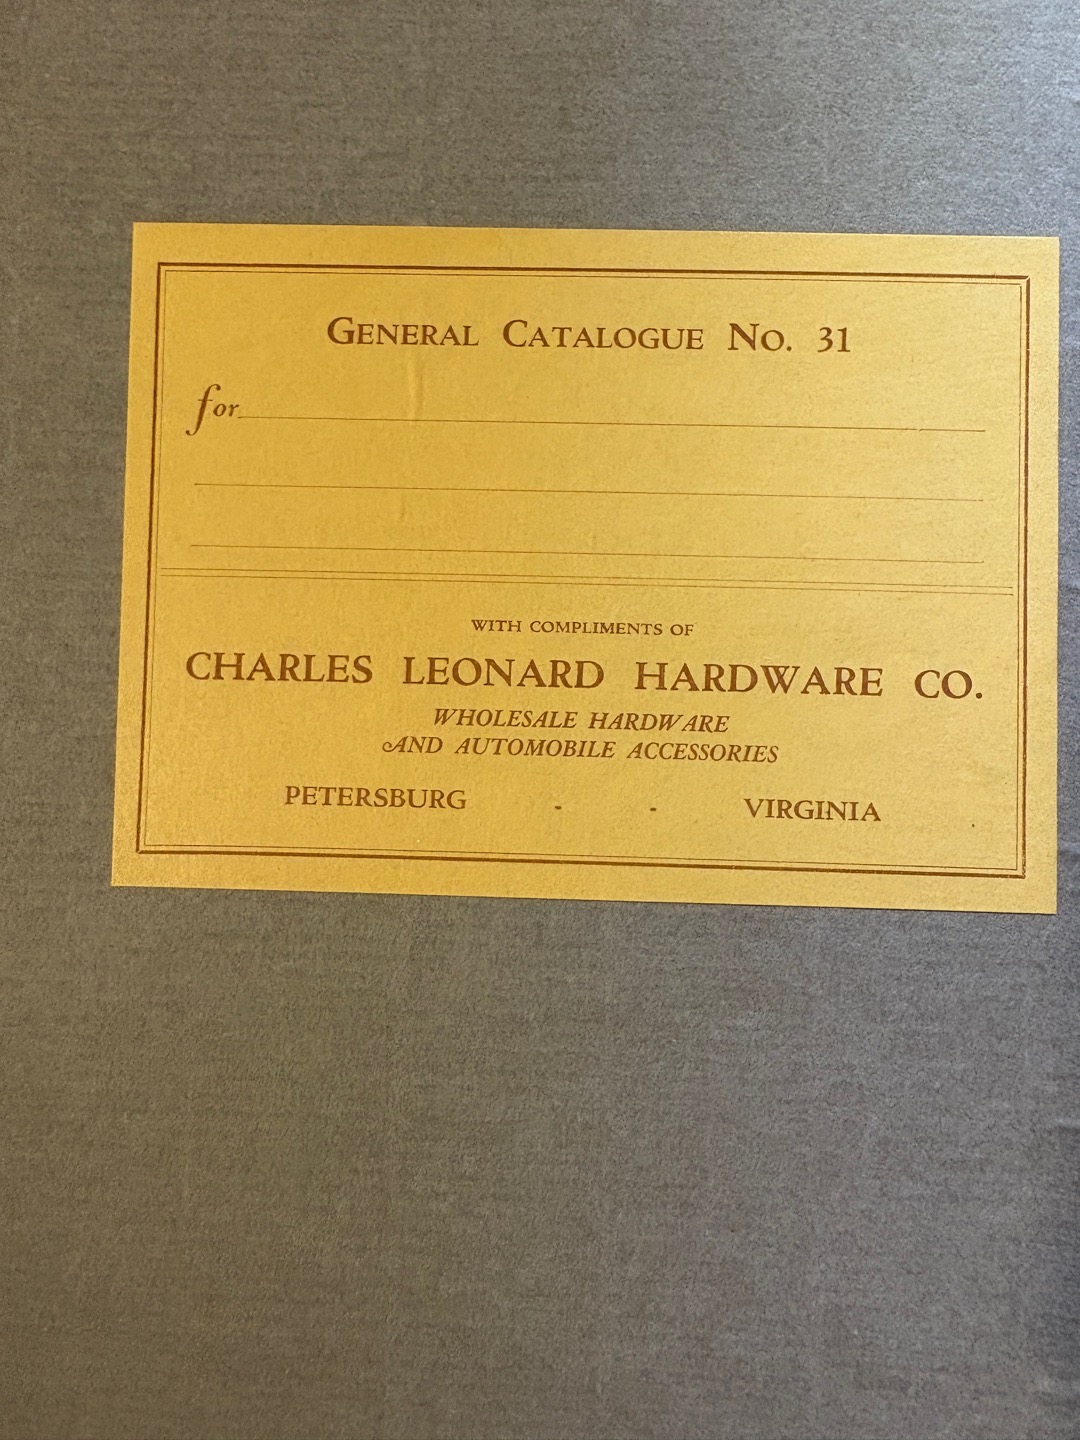 General Catalogue No. 31
for
WITH COMPLIMENTS OF
CHARLES LEONARD HARDWARE CO.
WHOLESALE HARDWARE
AND AUTOMOBILE ACCESSORIES
PETERSBURG - - VIRGINIA